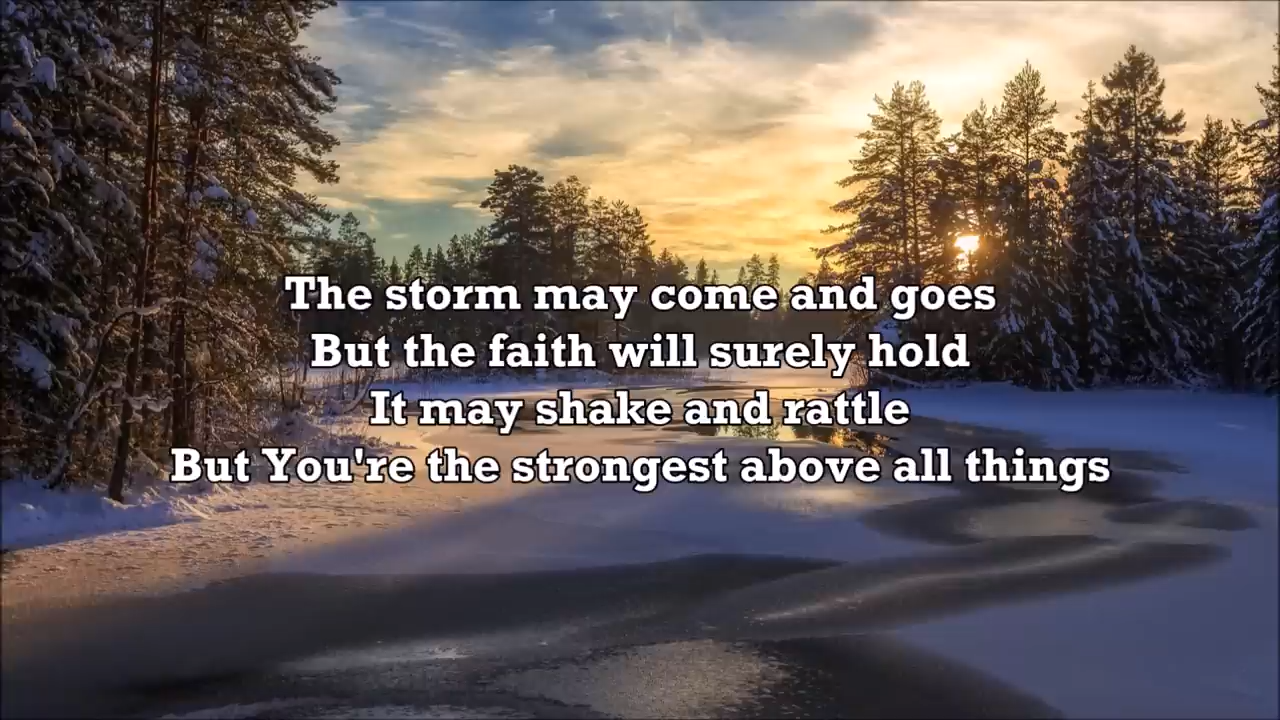 The storm may come and goes
But the faith will surely hold
It may shake and rattle
But You're the strongest above all things